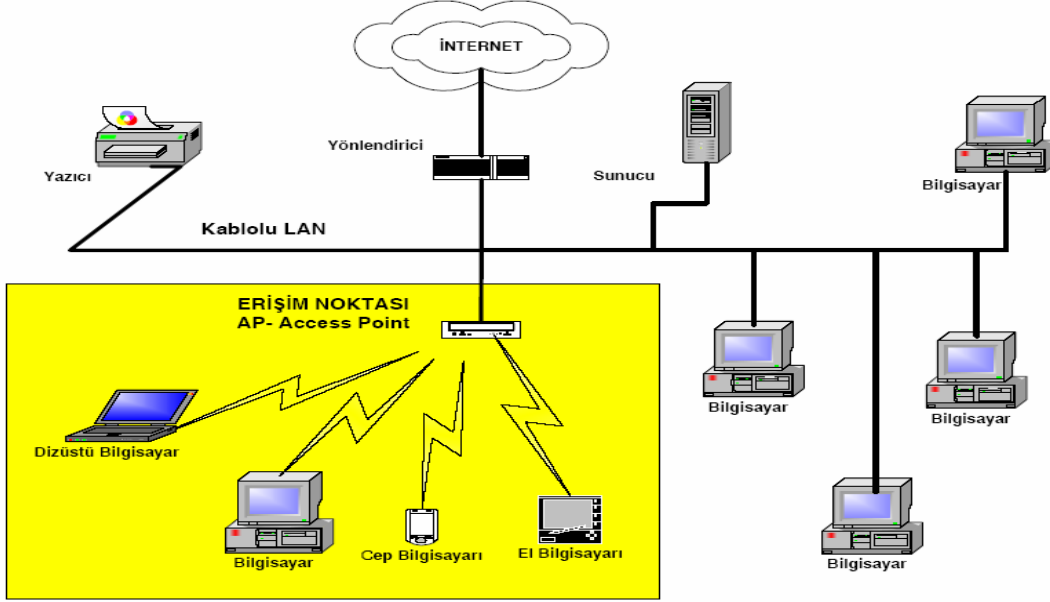 İNTERNET
Yönlendirici
Yazıcı
Sunucu
Bilgisayar
Kablolu LAN
ERİŞİM NOKTASI
AP- Access Point
Bilgisayar
Bilgisayar
Dizüstü Bilgisayar
Bilgisayar
Cep Bilgisayarı
El Bilgisayarı
Bilgisayar